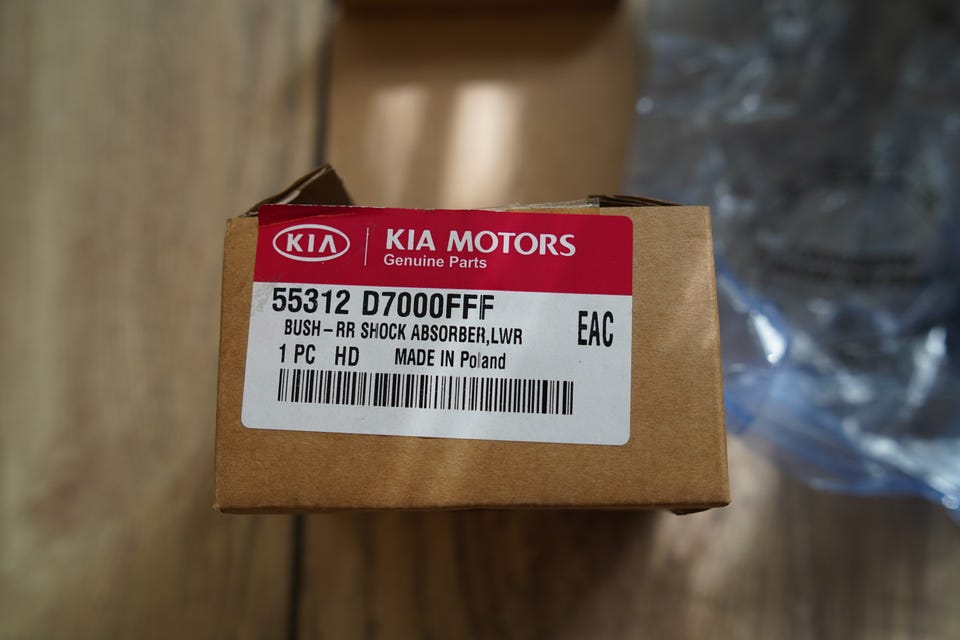 KIA
KIA MOTORS
Genuine Parts
55312 D7000FFF
BUSH-RR SHOCK ABSORBER,LWR
EAC
1 PC HD MADE IN Poland